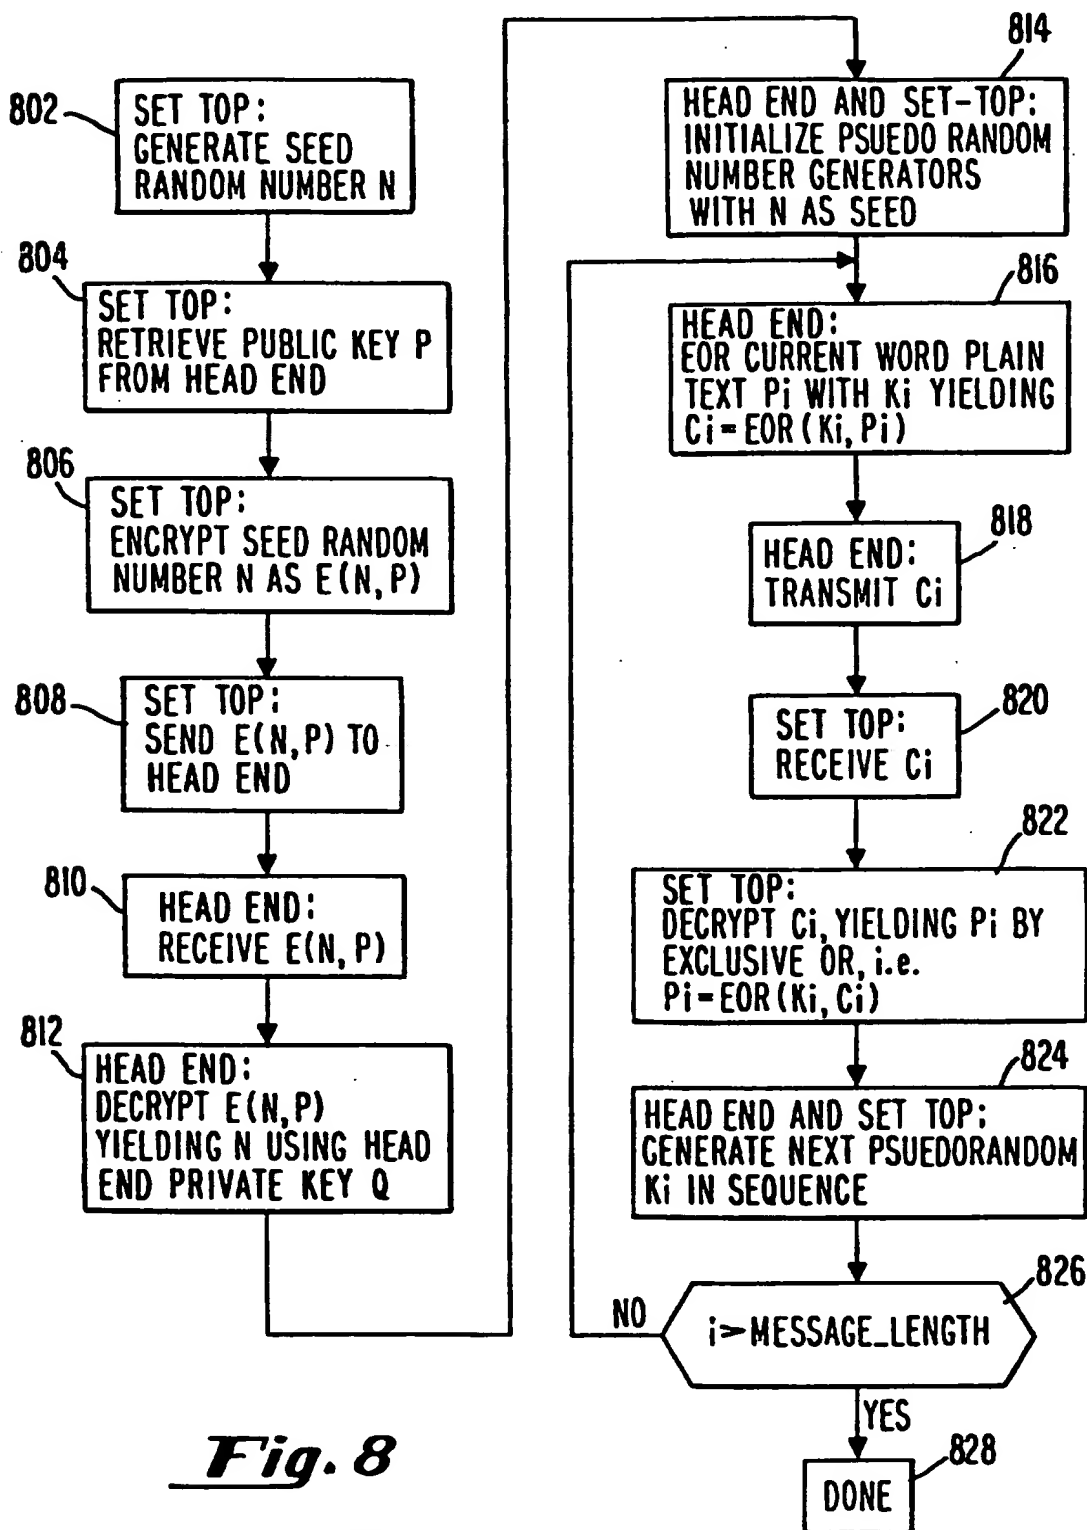 802
SET TOP:
GENERATE SEED
RANDOM NUMBER N
804
SET TOP:
RETRIEVE PUBLIC KEY P
FROM HEAD END
806
SET TOP:
ENCRYPT SEED RANDOM
NUMBER N AS E(N,P)
808
SET TOP:
SEND E(N,P) TO
HEAD END
810
HEAD END:
RECEIVE E(N,P)
812
HEAD END:
DECRYPT E(N,P)
YIELDING N USING HEAD
END PRIVATE KEY Q
814
HEAD END AND SET-TOP:
INITIALIZE PSUEDO RANDOM
NUMBER GENERATORS
WITH N AS SEED
816
HEAD END:
EOR CURRENT WORD PLAIN
TEXT Pi WITH Ki YIELDING
Ci=EOR(Ki,Pi)
818
HEAD END:
TRANSMIT Ci
820
SET TOP:
RECEIVE Ci
822
SET TOP:
DECRYPT Ci,YIELDING Pi BY
EXCLUSIVE OR, i.e.
Pi=EOR(Ki,Ci)
824
HEAD END AND SET TOP:
GENERATE NEXT PSUEDORANDOM
Ki IN SEQUENCE
826
i>MESSAGE_LENGTH
NO
YES
828
DONE
Fig. 8